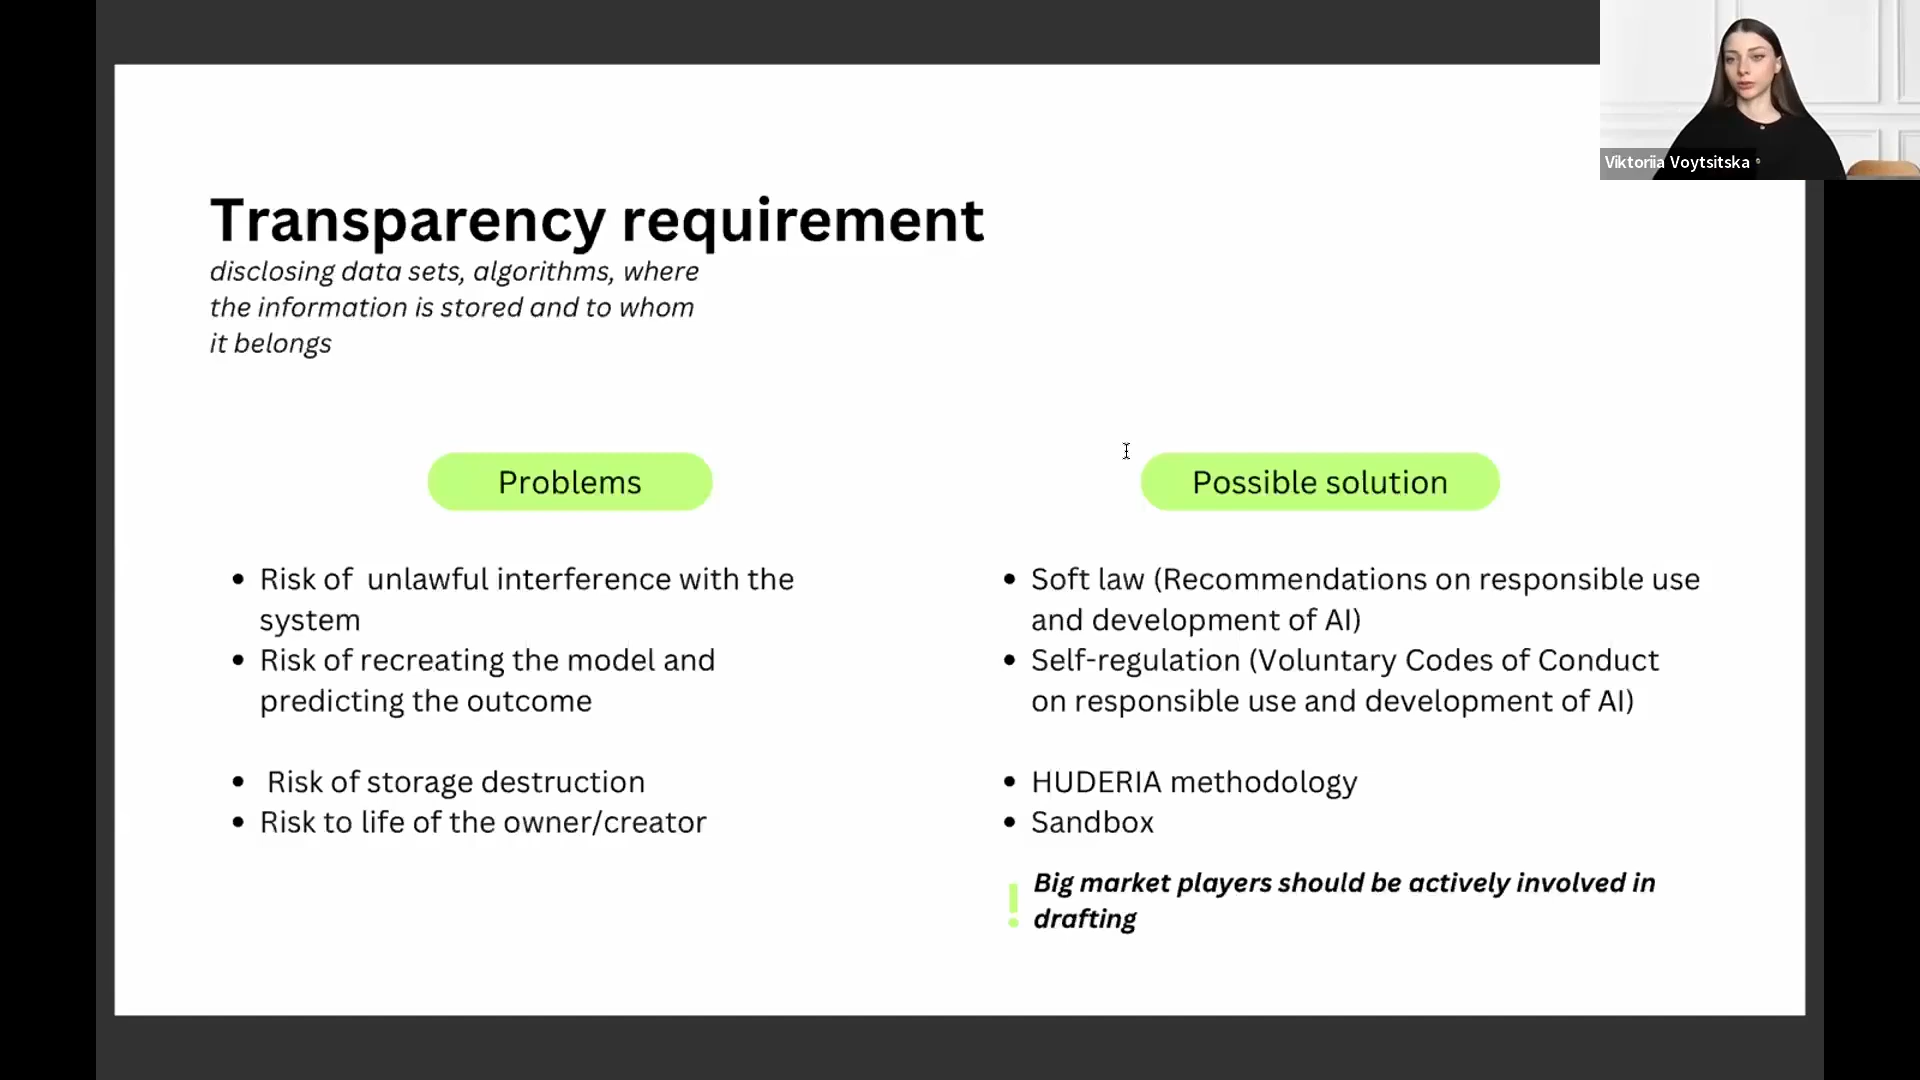 Viktoriia Voytsitska
Transparency requirement
disclosing data sets, algorithms, where
the information is stored and to whom
it belongs
Problems
Risk of unlawful interference with the
system
Risk of recreating the model and
predicting the outcome
Risk of storage destruction
Risk to life of the owner/creator
Possible solution
Soft law (Recommendations on responsible use
and development of AI)
Self-regulation (Voluntary Codes of Conduct
on responsible use and development of AI)
HUDERIA methodology
Sandbox
! Big market players should be actively involved in
drafting